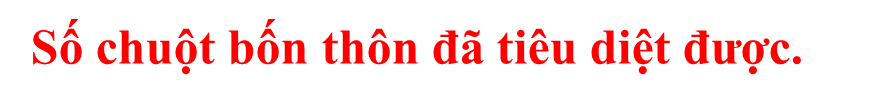 Số chuột bốn thôn đã tiêu diệt được.